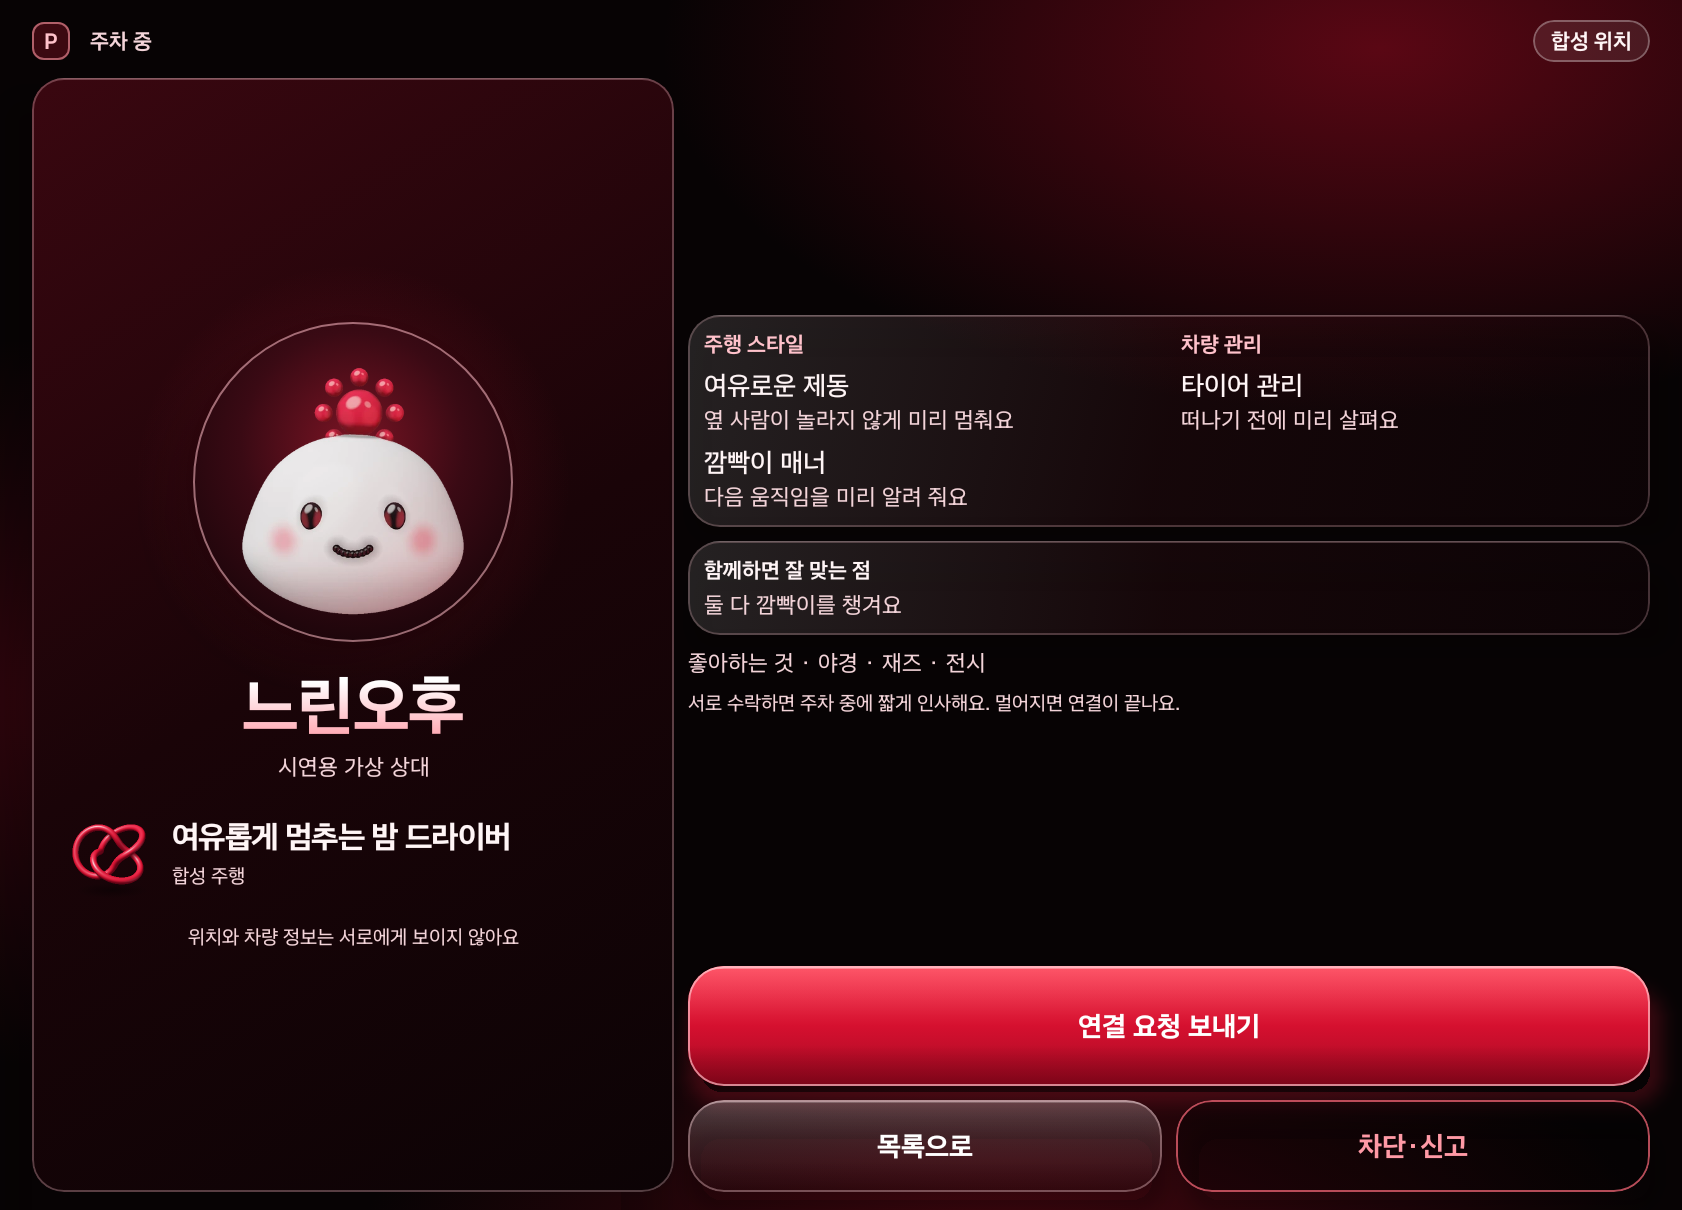 P 주차 중
합성 위치
느린오후
시연용 가상 상대
여유롭게 멈추는 밤 드라이버
합성 주행
위치와 차량 정보는 서로에게 보이지 않아요
주행 스타일
여유로운 제동
옆 사람이 놀라지 않게 미리 멈춰요
깜빡이 매너
다음 움직임을 미리 알려 줘요
차량 관리
타이어 관리
떠나기 전에 미리 살펴요
함께하면 잘 맞는 점
둘 다 깜빡이를 챙겨요
좋아하는 것 · 야경 · 재즈 · 전시
서로 수락하면 주차 중에 짧게 인사해요. 멀어지면 연결이 끝나요.
연결 요청 보내기
목록으로
차단·신고